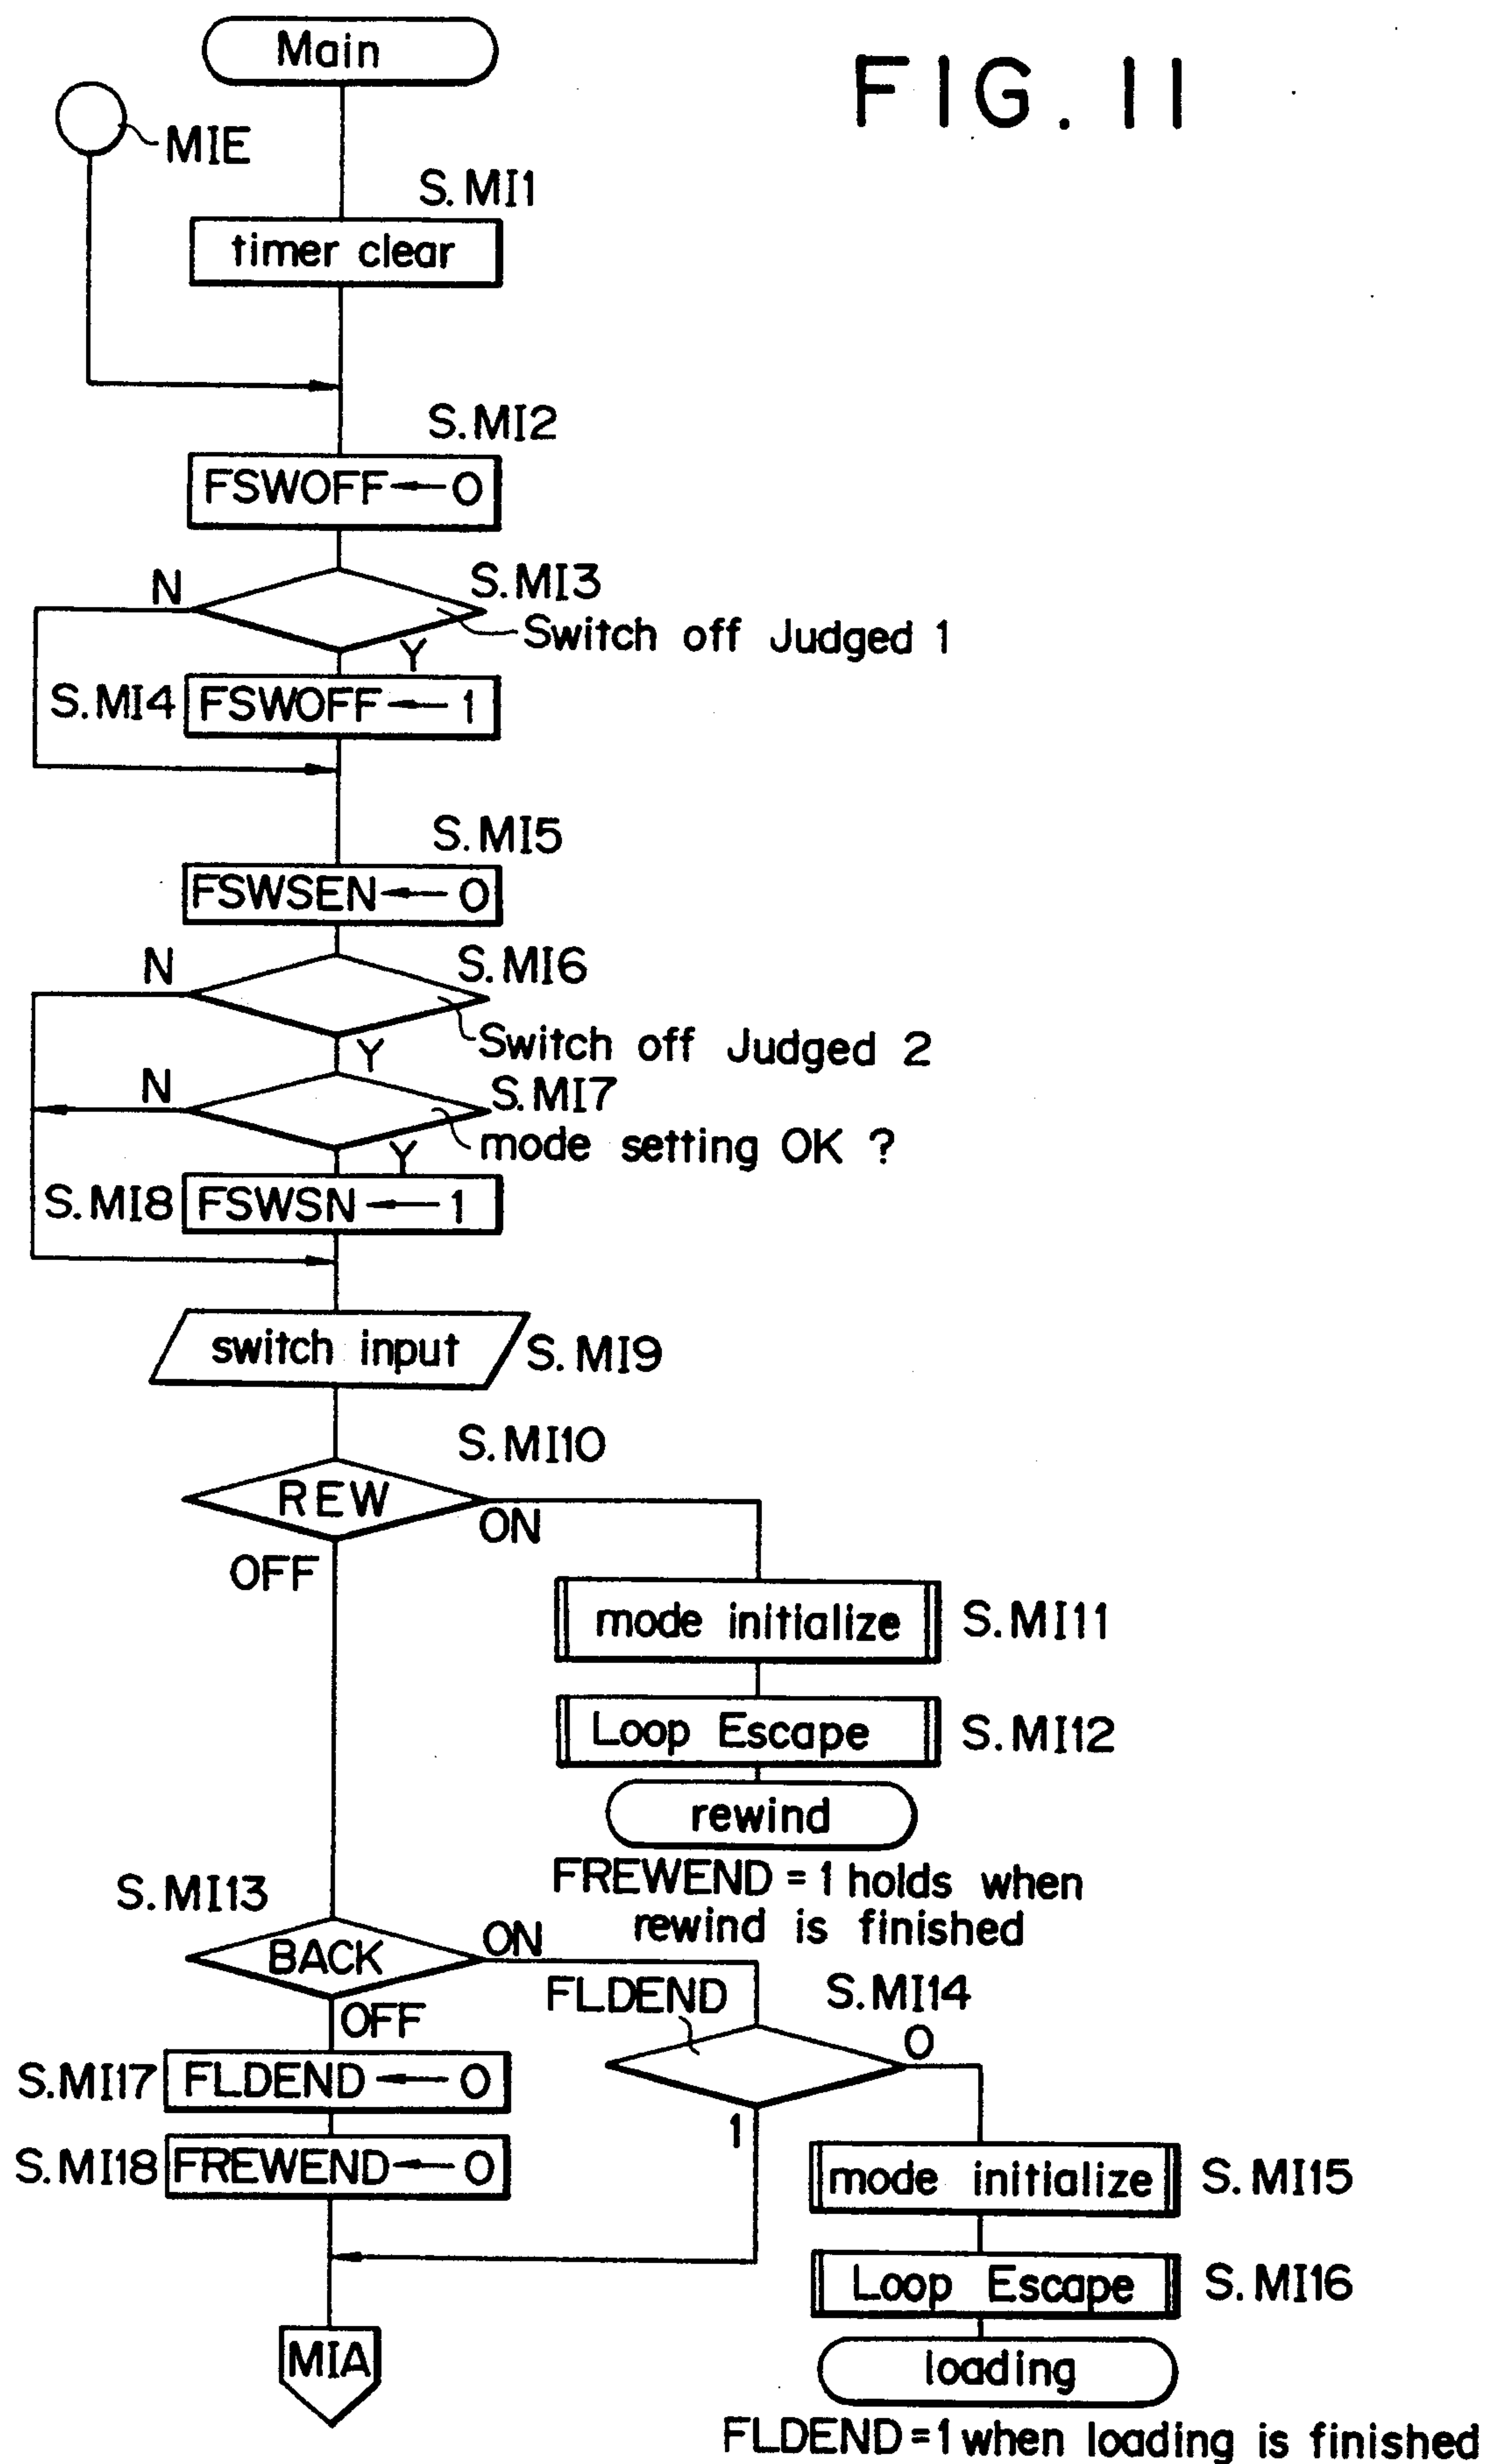 Main
FIG. 11
MIE
S.MI1
timer clear
S.MI2
FSWOFF←0
N
S.MI3
Switch off Judged 1
Y
S.MI4
FSWOFF←1
S.MI5
FSWSEN←0
N
S.MI6
Switch off Judged 2
Y
N
S.MI7
mode setting OK ?
Y
S.MI8
FSWSN←1
switch input
S.MI9
S.MI10
REW
ON
OFF
mode initialize
S.MI11
Loop Escape
S.MI12
rewind
FREWEND = 1 holds when
rewind is finished
S.MI13
BACK
ON
OFF
FLDEND
S.MI14
0
1
S.MI17
FLDEND←0
S.MI18
FREWEND←0
mode initialize
S.MI15
Loop Escape
S.MI16
MIA
loading
FLDEND=1 when loading is finished